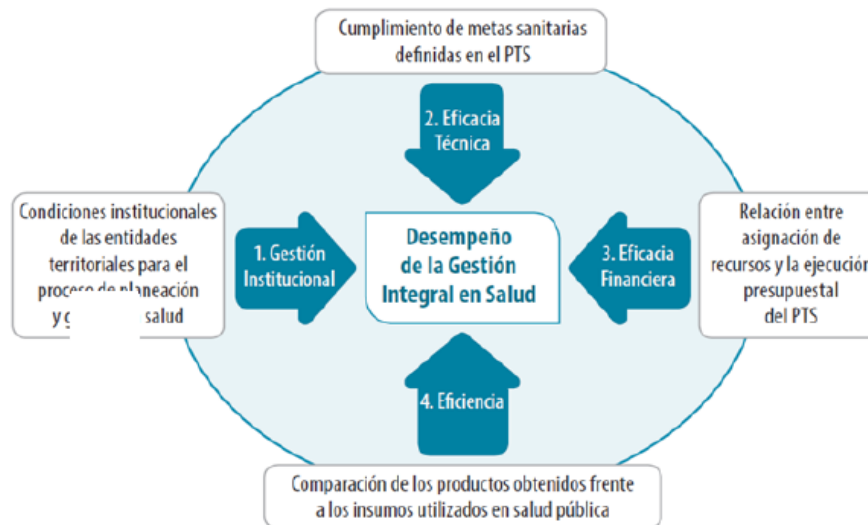 Cumplimiento de metas sanitarias
definidas en el PTS
2. Eficacia
Técnica
Condiciones institucionales
de las entidades
territoriales para el
proceso de planeación
y g salud
1. Gestión
Institucional
Desempeño
de la Gestión
Integral en Salud
3. Eficacia
Financiera
Relación entre
asignación de
recursos y la ejecución
presupuestal
del PTS
4. Eficiencia
Comparación de los productos obtenidos frente
a los insumos utilizados en salud pública